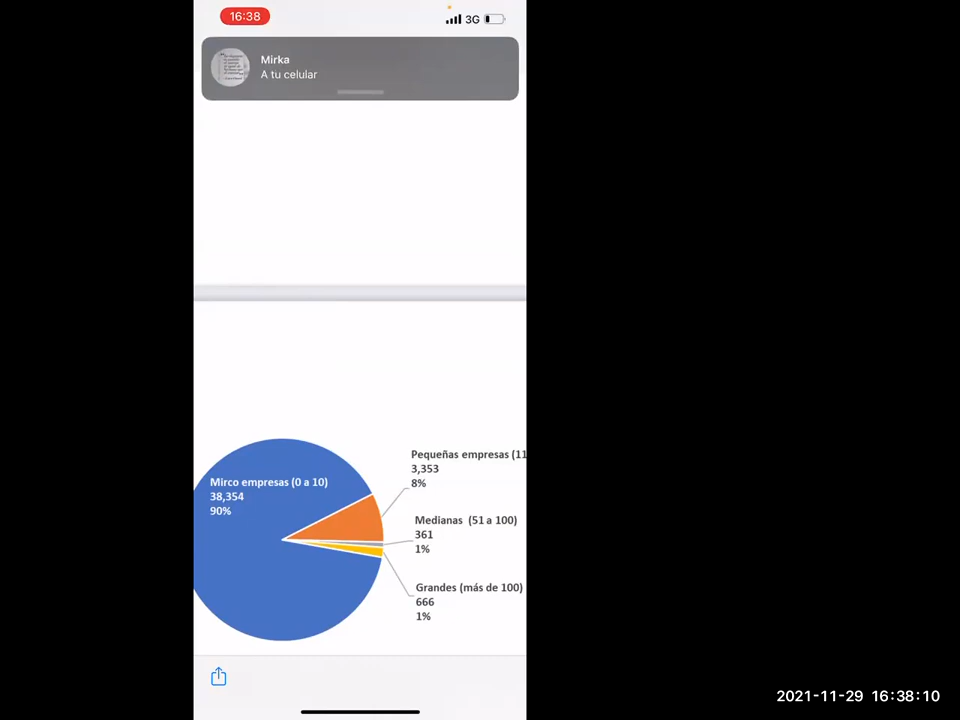 16:38
3G
Mirka
A tu celular
Mirco empresas (0 a 10)
38,354
90%
Pequeñas empresas (11
3,353
8%
Medianas (51 a 100)
361
1%
Grandes (más de 100)
666
1%
2021-11-29 16:38:10